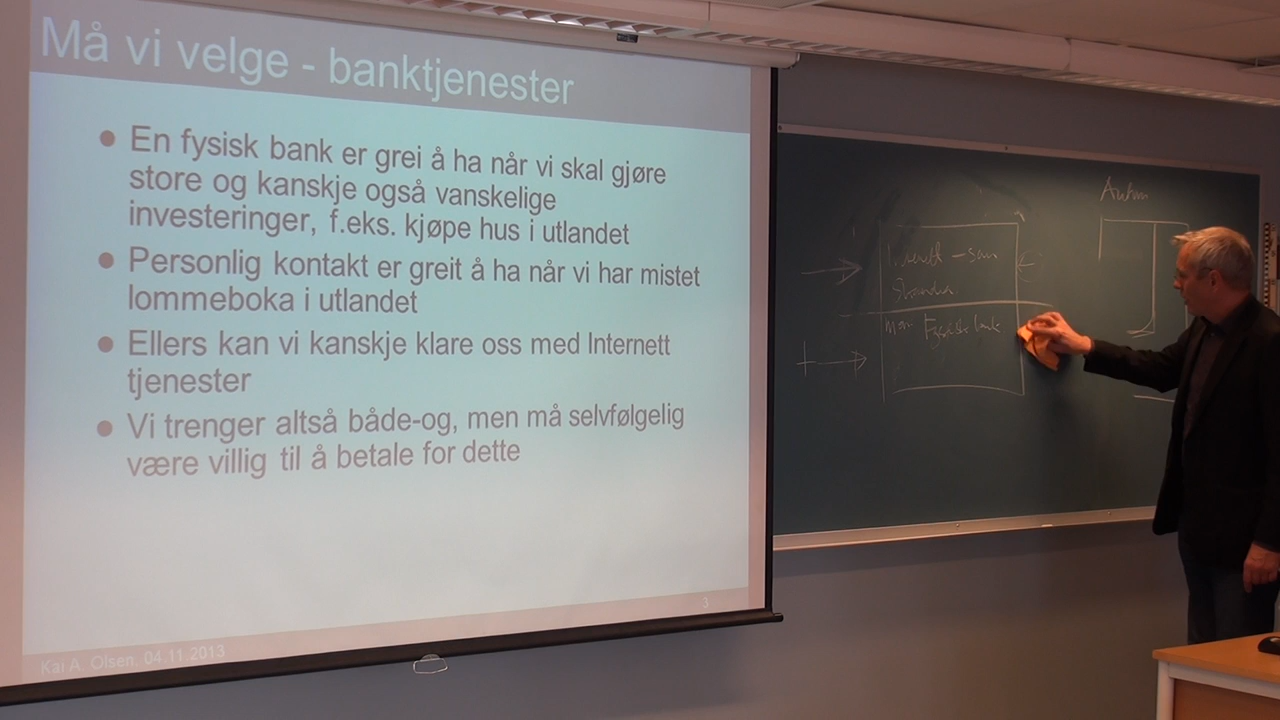 Må vi velge - banktjenester
● En fysisk bank er grei å ha når vi skal gjøre
store og kanskje også vanskelige
investeringer, f.eks. kjøpe hus i utlandet
● Personlig kontakt er greit å ha når vi har mistet
lommeboka i utlandet
● Ellers kan vi kanskje klare oss med Internett
tjenester
● Vi trenger altså både-og, men må selvfølgelig
være villig til å betale for dette
3
Kai A. Olsen, 04.11.2013